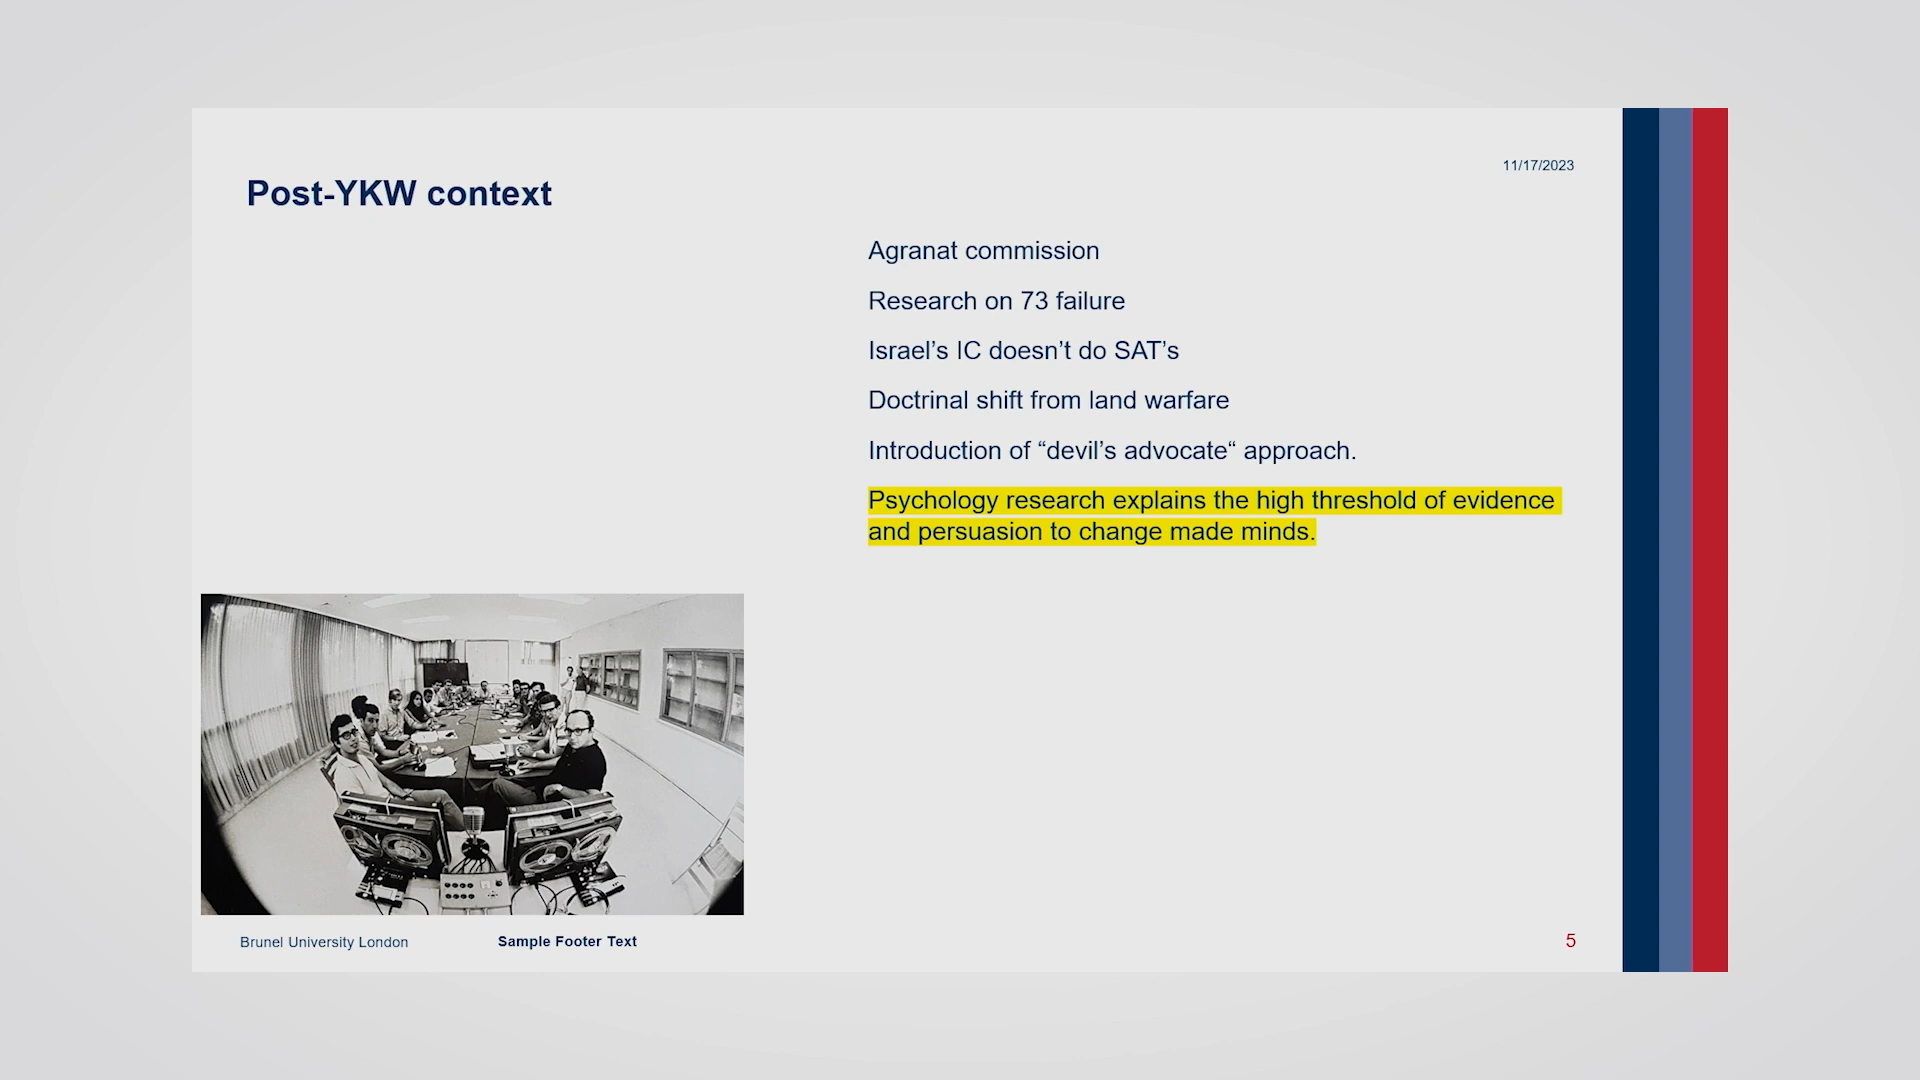 11/17/2023
Post-YKW context
Agranat commission
Research on 73 failure
Israel’s IC doesn’t do SAT’s
Doctrinal shift from land warfare
Introduction of “devil’s advocate“ approach.
Psychology research explains the high threshold of evidence
and persuasion to change made minds.
Brunel University London
Sample Footer Text
5